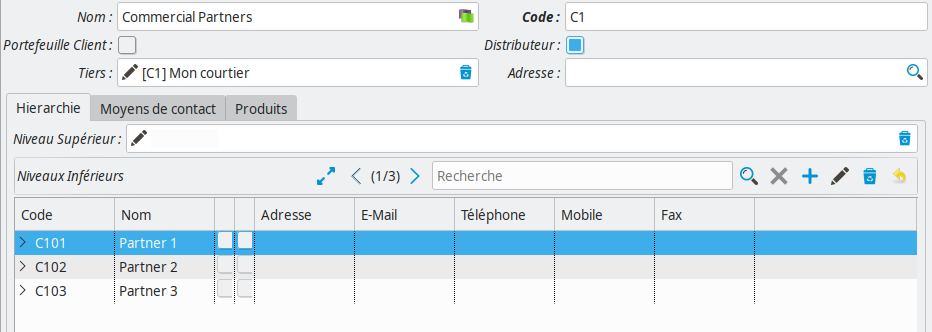 Nom : Commercial Partners Code : C1
Portefeuille Client : Distributeur :
Tiers : [C1] Mon courtier Adresse :
Hierarchie Moyens de contact Produits
Niveau Supérieur :
Niveaux Inférieurs (1/3) Recherche
Code Nom Adresse E-Mail Téléphone Mobile Fax
C101 Partner 1
C102 Partner 2
C103 Partner 3